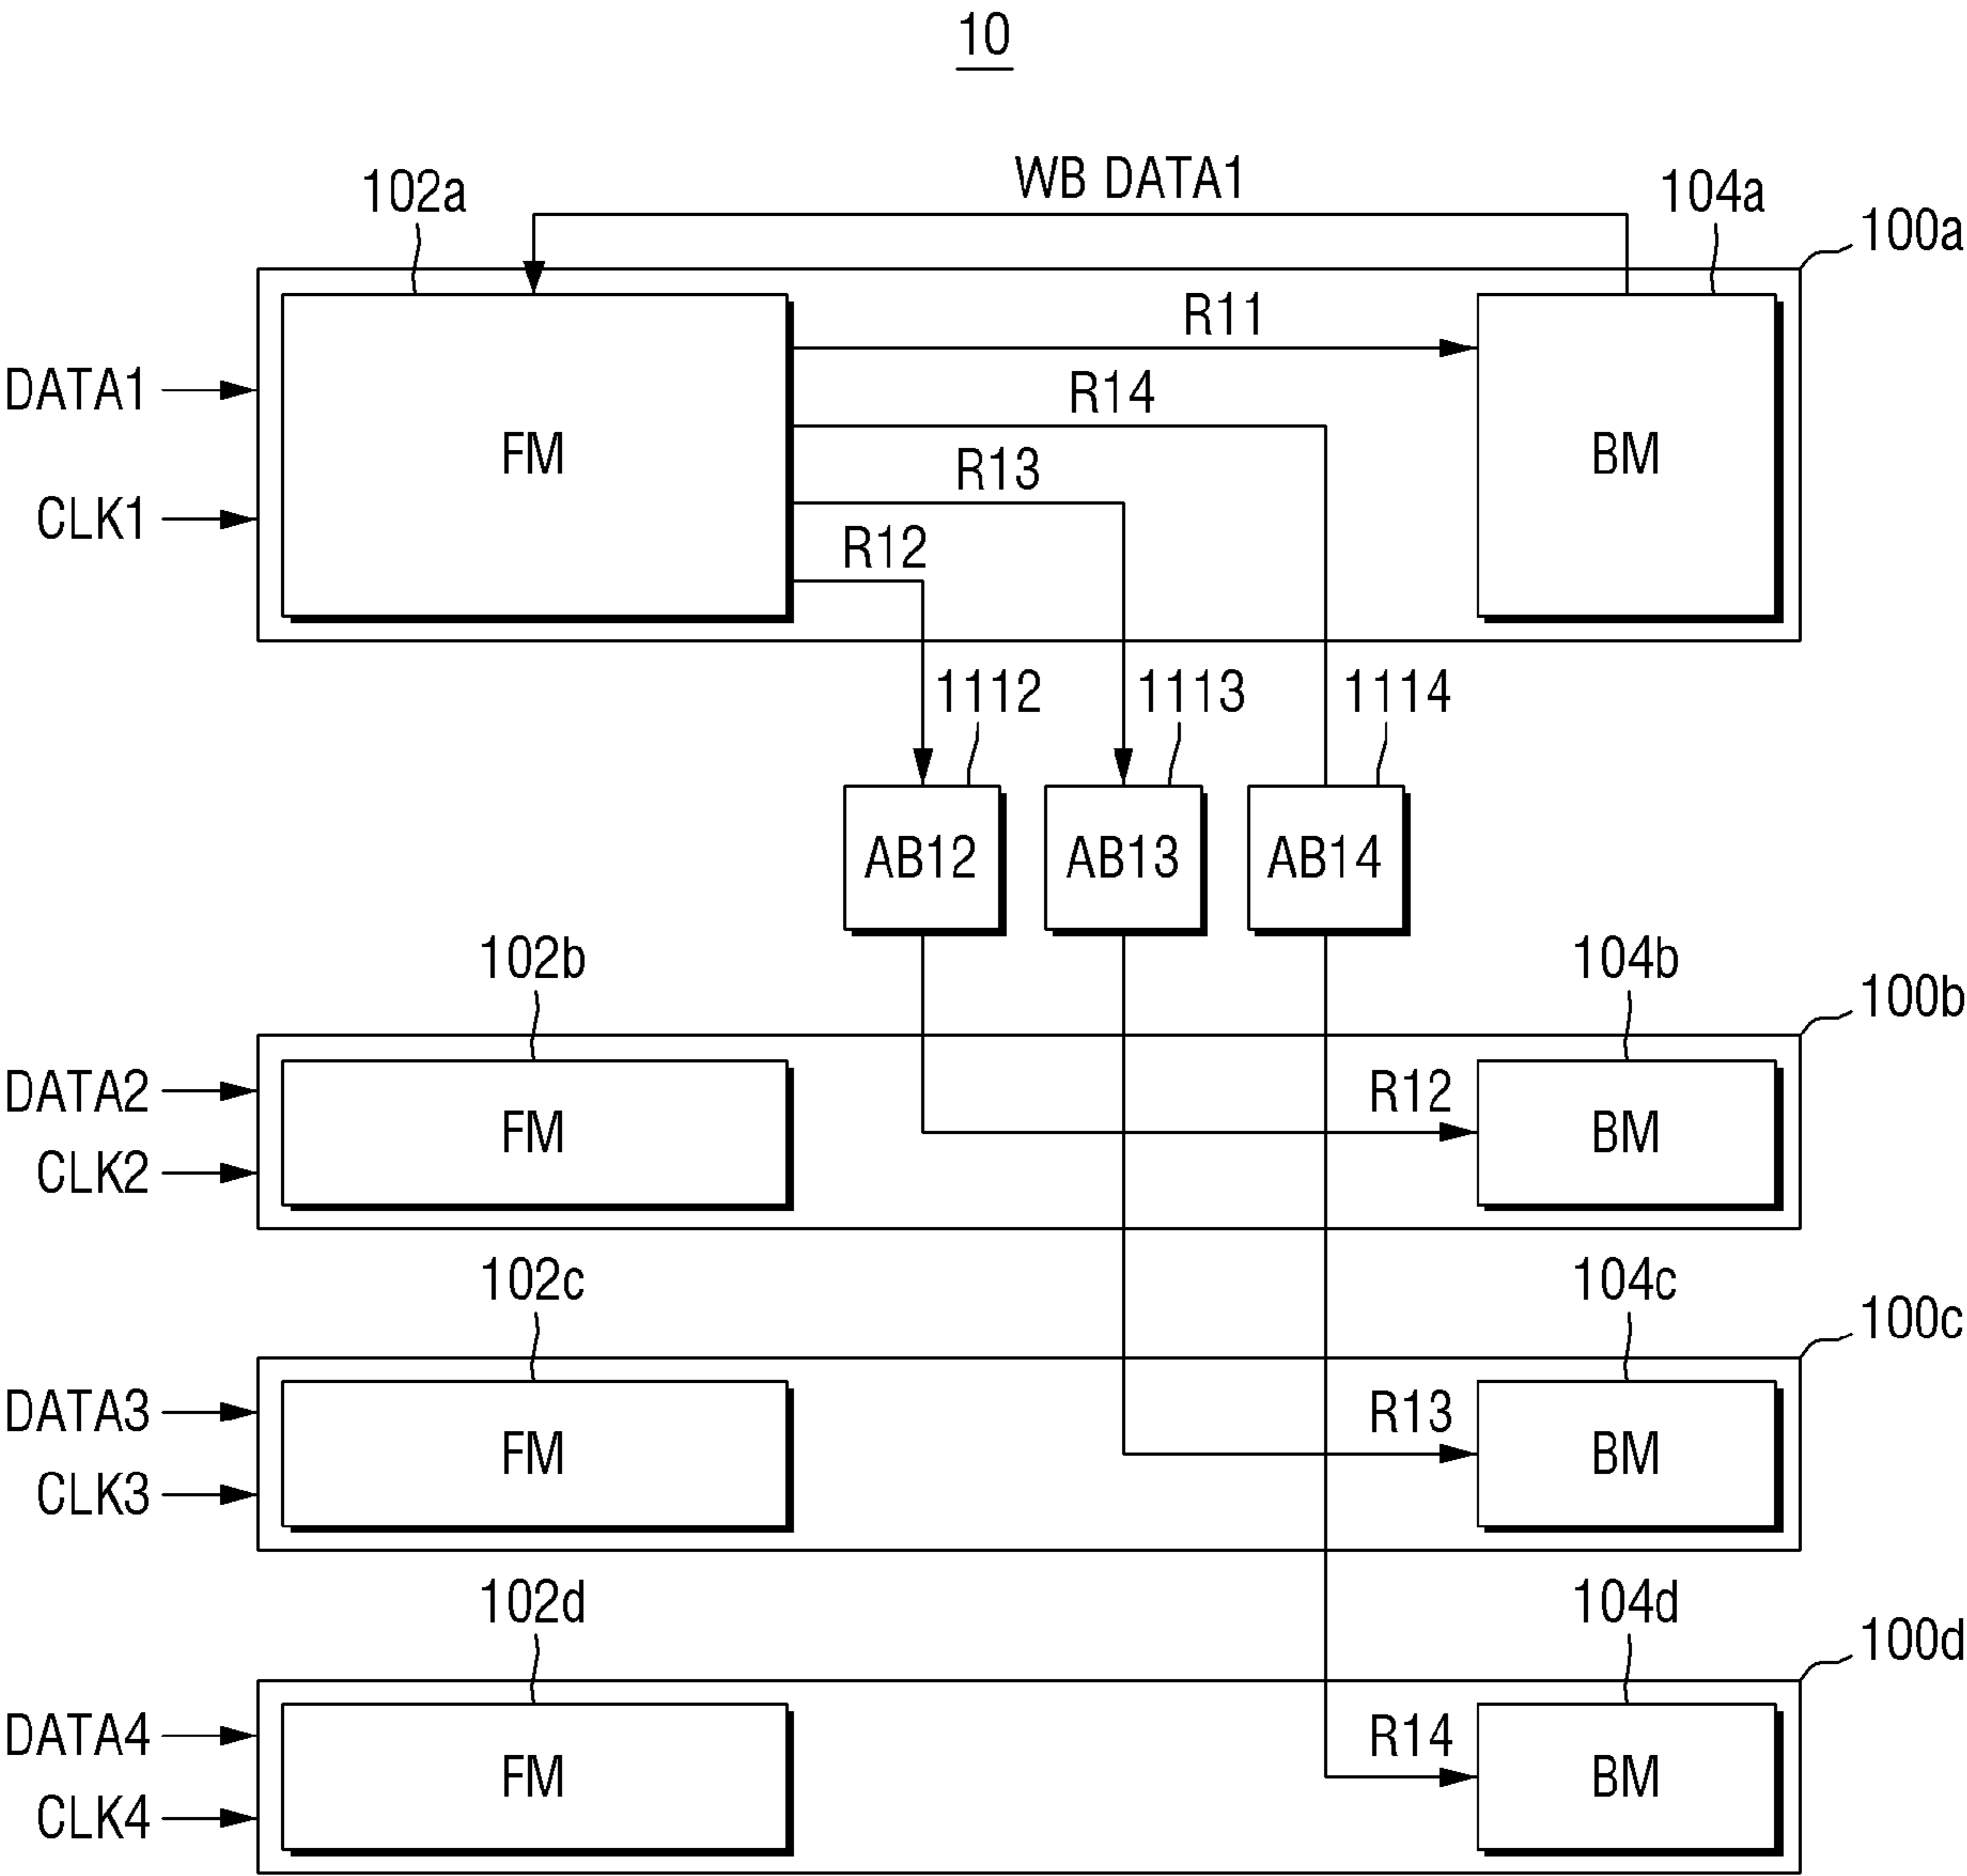 10
WB DATA1
102a
104a
100a
R11
DATA1
R14
FM
BM
R13
CLK1
R12
1112
1113
1114
AB12
AB13
AB14
102b
104b
100b
DATA2
R12
FM
BM
CLK2
102c
104c
100c
DATA3
R13
FM
BM
CLK3
102d
104d
100d
DATA4
R14
FM
BM
CLK4